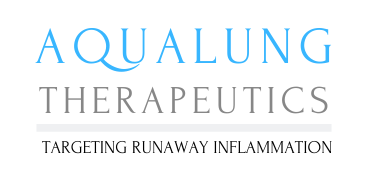 AQUALUNG
THERAPEUTICS
TARGETING RUNAWAY INFLAMMATION